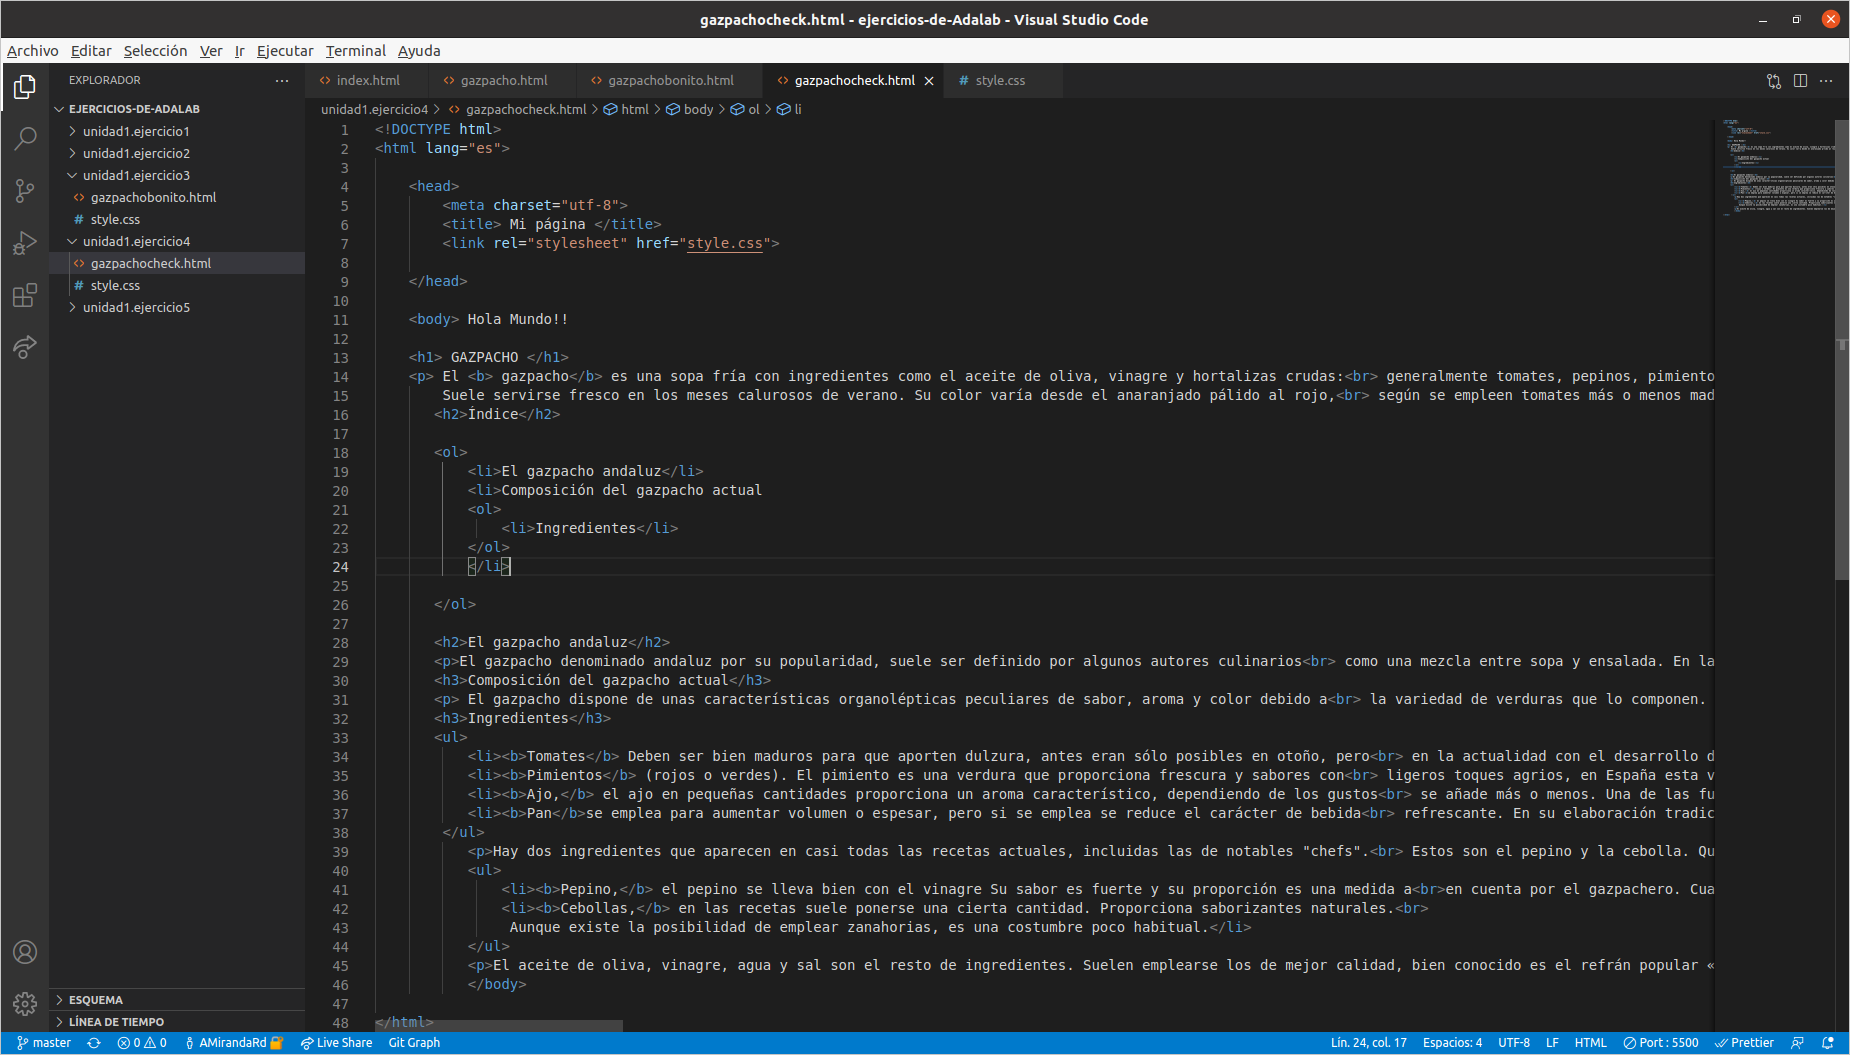 gazpachocheck.html - ejercicios-de-Adalab - Visual Studio Code
Archivo Editar Selección Ver Ir Ejecutar Terminal Ayuda
EXPLORADOR
EJERCICIOS-DE-ADALAB
unidad1.ejercicio1
unidad1.ejercicio2
unidad1.ejercicio3
gazpachobonito.html
# style.css
unidad1.ejercicio4
gazpachocheck.html
# style.css
unidad1.ejercicio5
ESQUEMA
LÍNEA DE TIEMPO
index.html gazpacho.html gazpachobonito.html gazpachocheck.html # style.css
unidad1.ejercicio4 > gazpachocheck.html > html > body > ol > li
1 <!DOCTYPE html>
2 <html lang="es">
3
4 <head>
5 <meta charset="utf-8">
6 <title> Mi página </title>
7 <link rel="stylesheet" href="style.css">
8
9 </head>
10
11 <body> Hola Mundo!!
12
13 <h1> GAZPACHO </h1>
14 <p> El <b> gazpacho</b> es una sopa fría con ingredientes como el aceite de oliva, vinagre y hortalizas crudas:<br> generalmente tomates, pepinos, pimiento
15 Suele servirse fresco en los meses calurosos de verano. Su color varía desde el anaranjado pálido al rojo,<br> según se empleen tomates más o menos mad
16 <h2>Índice</h2>
17
18 <ol>
19 <li>El gazpacho andaluz</li>
20 <li>Composición del gazpacho actual
21 <ol>
22 <li>Ingredientes</li>
23 </ol>
24 </li>
25
26 </ol>
27
28 <h2>El gazpacho andaluz</h2>
29 <p>El gazpacho denominado andaluz por su popularidad, suele ser definido por algunos autores culinarios<br> como una mezcla entre sopa y ensalada. En la
30 <h3>Composición del gazpacho actual</h3>
31 <p> El gazpacho dispone de unas características organolépticas peculiares de sabor, aroma y color debido a<br> la variedad de verduras que lo componen.
32 <h3>Ingredientes</h3>
33 <ul>
34 <li><b>Tomates</b> Deben ser bien maduros para que aporten dulzura, antes eran sólo posibles en otoño, pero<br> en la actualidad con el desarrollo d
35 <li><b>Pimientos</b> (rojos o verdes). El pimiento es una verdura que proporciona frescura y sabores con<br> ligeros toques agrios, en España esta v
36 <li><b>Ajo,</b> el ajo en pequeñas cantidades proporciona un aroma característico, dependiendo de los gustos<br> se añade más o menos. Una de las fu
37 <li><b>Pan</b>se emplea para aumentar volumen o espesar, pero si se emplea se reduce el carácter de bebida<br> refrescante. En su elaboración tradic
38 </ul>
39 <p>Hay dos ingredientes que aparecen en casi todas las recetas actuales, incluidas las de notables "chefs".<br> Estos son el pepino y la cebolla. Qu
40 <ul>
41 <li><b>Pepino,</b> el pepino se lleva bien con el vinagre Su sabor es fuerte y su proporción es una medida a<br>en cuenta por el gazpachero. Cua
42 <li><b>Cebollas,</b> en las recetas suele ponerse una cierta cantidad. Proporciona saborizantes naturales.<br>
43 Aunque existe la posibilidad de emplear zanahorias, es una costumbre poco habitual.</li>
44 </ul>
45 <p>El aceite de oliva, vinagre, agua y sal son el resto de ingredientes. Suelen emplearse los de mejor calidad, bien conocido es el refrán popular «
46 </body>
47
48 </html>
master 0 0 AMirandaRd Live Share Git Graph Lín. 24, col. 17 Espacios: 4 UTF-8 LF HTML Port : 5500 Prettier